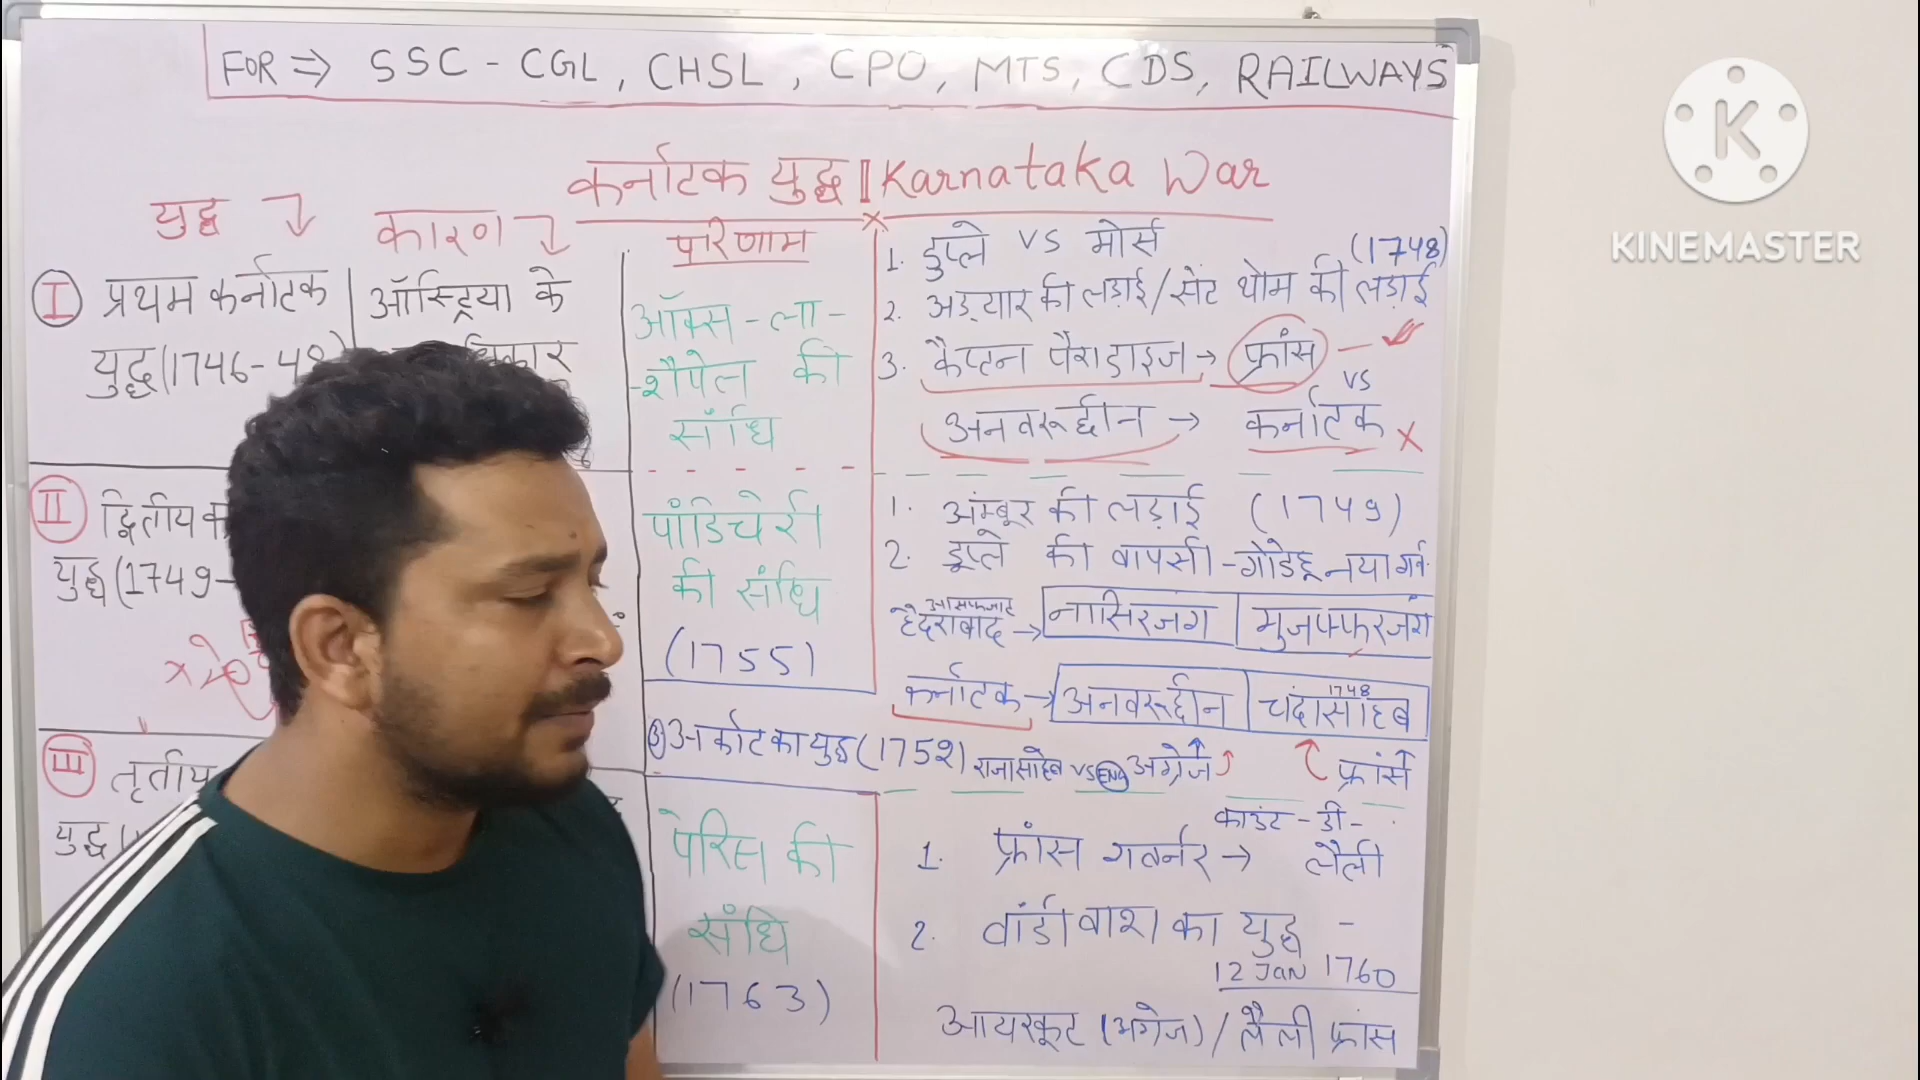 FOR => SSC - CGL, CHSL, CPO, MTS, CDS, RAILWAYS
कर्नाटक युद्ध || Karnataka War
युद्ध
कारण
परिणाम
I प्रथम कर्नाटक
युद्ध (1746-48)
ऑस्ट्रिया के
ऑक्स-ला-
-शैपेल की
संधि
1. डुप्ले VS मोर्स (1748)
2. अड्यार की लड़ाई/सेंट थोम की लड़ाई
3. कैप्टन पैराडाइज → फ्रांस -
VS
अनवरूद्दीन → कर्नाटक X
II द्वितीय
युद्ध (1749-
पांडिचेरी
की संधि
(1755)
1. अंम्बूर की लड़ाई (1749)
2. डूप्ले की वापसी - गोडेहू नया गर्व.
आसफजाह
हैदराबाद → नासिरजंग मुजफ्फरजंग
कर्नाटक → अनवरूद्दीन चंदासाहिब
1748
③ अर्काट का युद्ध (1752) राजासाहेब VS ENG अंग्रेज
फ्रांस
III तृतीय
युद्ध (
पेरिस की
संधि
(1763)
1. फ्रांस गवर्नर → काउंट-डी-
लैली
2. वांडीवाश का युद्ध -
12 Jan 1760
आयरकूट (अंग्रेज) / लैली फ्रांस
K
KINEMASTER